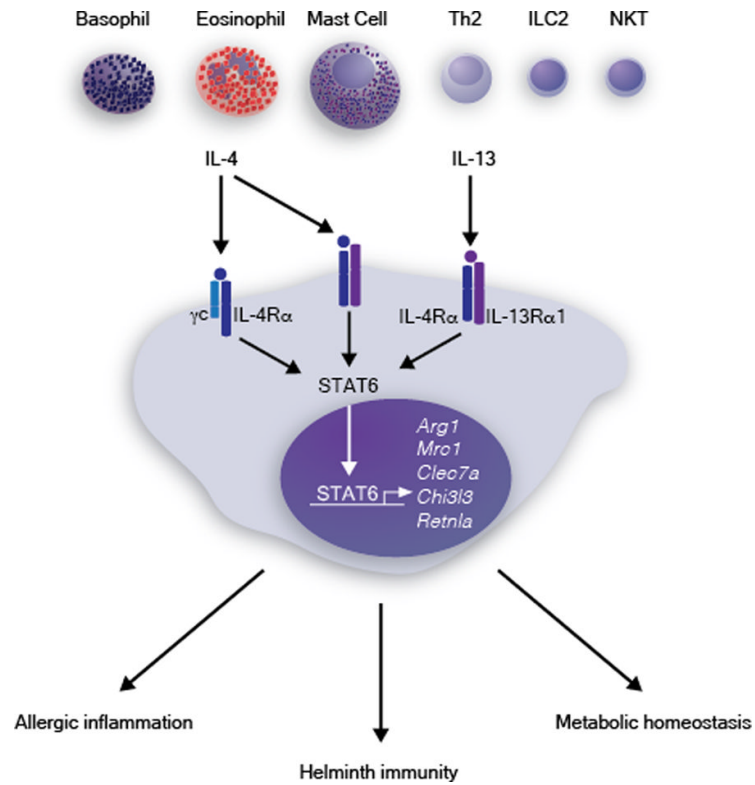 Basophil Eosinophil Mast Cell Th2 ILC2 NKT
IL-4 IL-13
γc IL-4Rα IL-4Rα IL-13Rα1
STAT6
Arg1
Mrc1
Clec7a
STAT6 Chi3l3
Retnla
Allergic inflammation Metabolic homeostasis
Helminth immunity